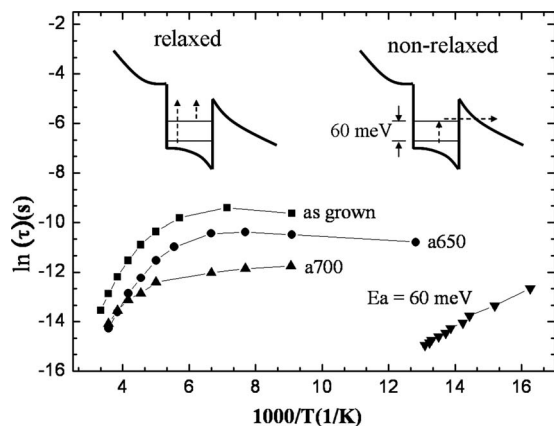 relaxed
non-relaxed
60 meV
as grown
a650
a700
Ea = 60 meV
ln (τ)(s)
-2
-4
-6
-8
-10
-12
-14
-16
4
6
8
10
12
14
16
1000/T(1/K)